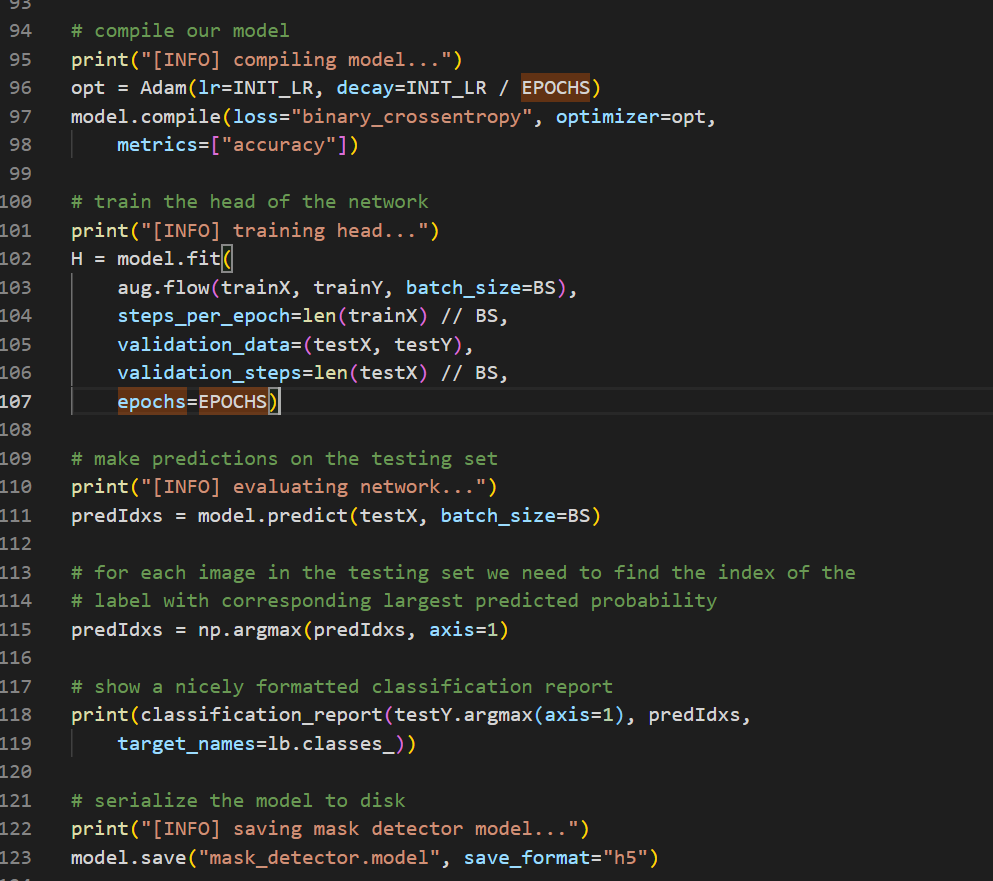 93
94 # compile our model
95 print("[INFO] compiling model...")
96 opt = Adam(lr=INIT_LR, decay=INIT_LR / EPOCHS)
97 model.compile(loss="binary_crossentropy", optimizer=opt,
98     metrics=["accuracy"])
99
100 # train the head of the network
101 print("[INFO] training head...")
102 H = model.fit(
103     aug.flow(trainX, trainY, batch_size=BS),
104     steps_per_epoch=len(trainX) // BS,
105     validation_data=(testX, testY),
106     validation_steps=len(testX) // BS,
107     epochs=EPOCHS)
108
109 # make predictions on the testing set
110 print("[INFO] evaluating network...")
111 predIdxs = model.predict(testX, batch_size=BS)
112
113 # for each image in the testing set we need to find the index of the
114 # label with corresponding largest predicted probability
115 predIdxs = np.argmax(predIdxs, axis=1)
116
117 # show a nicely formatted classification report
118 print(classification_report(testY.argmax(axis=1), predIdxs,
119     target_names=lb.classes_))
120
121 # serialize the model to disk
122 print("[INFO] saving mask detector model...")
123 model.save("mask_detector.model", save_format="h5")